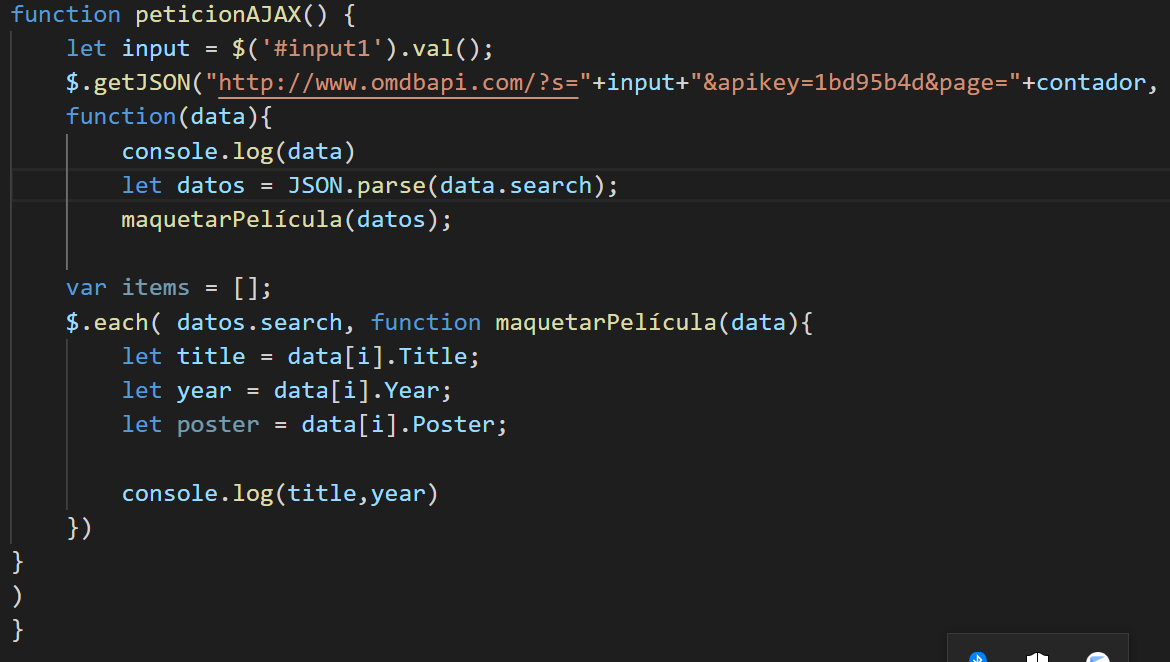 function peticionAJAX() {
    let input = $('#input1').val();
    $.getJSON("http://www.omdbapi.com/?s="+input+"&apikey=1bd95b4d&page="+contador,
    function(data){
        console.log(data)
        let datos = JSON.parse(data.search);
        maquetarPelícula(datos);
    var items = [];
    $.each( datos.search, function maquetarPelícula(data){
        let title = data[i].Title;
        let year = data[i].Year;
        let poster = data[i].Poster;
        console.log(title,year)
    })
}
)
}